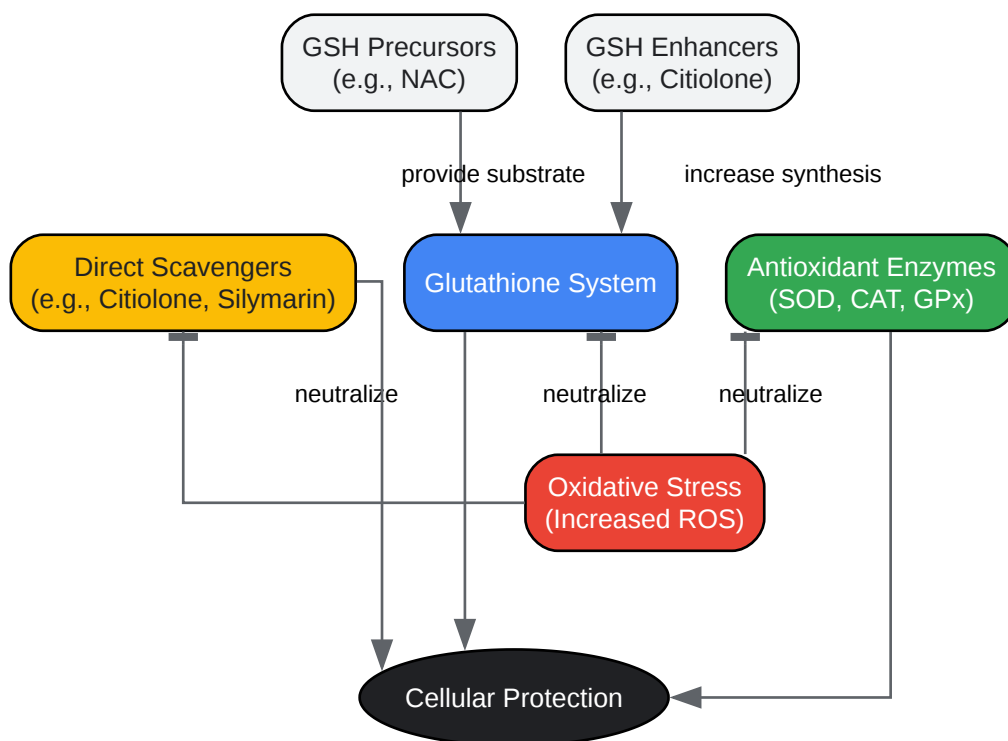 GSH Precursors
(e.g., NAC)
GSH Enhancers
(e.g., Citiolone)
provide substrate
increase synthesis
Direct Scavengers
(e.g., Citiolone, Silymarin)
Glutathione System
Antioxidant Enzymes
(SOD, CAT, GPx)
neutralize
neutralize
neutralize
Oxidative Stress
(Increased ROS)
Cellular Protection